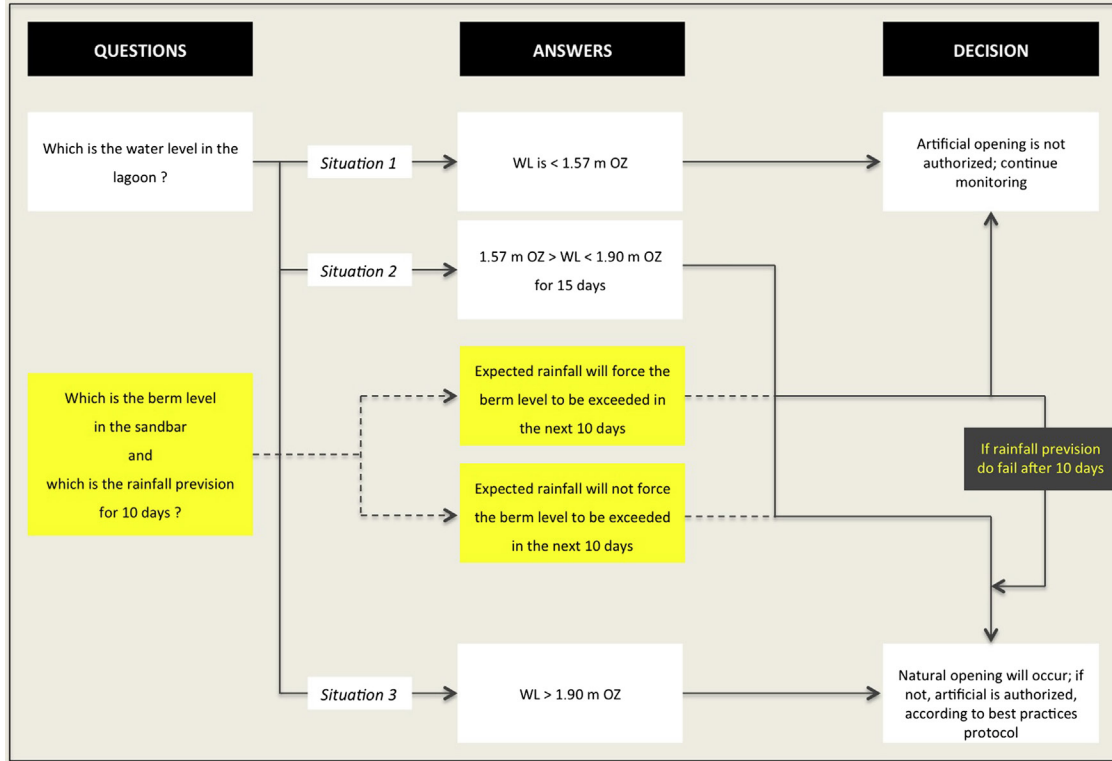 QUESTIONS
ANSWERS
DECISION
Which is the water level in the
lagoon ?
Situation 1
WL is < 1.57 m OZ
Artificial opening is not
authorized; continue
monitoring
Situation 2
1.57 m OZ > WL < 1.90 m OZ
for 15 days
Which is the berm level
in the sandbar
and
which is the rainfall prevision
for 10 days ?
Expected rainfall will force the
berm level to be exceeded in
the next 10 days
If rainfall prevision
do fail after 10 days
Expected rainfall will not force
the berm level to be exceeded
in the next 10 days
Situation 3
WL > 1.90 m OZ
Natural opening will occur; if
not, artificial is authorized,
according to best practices
protocol